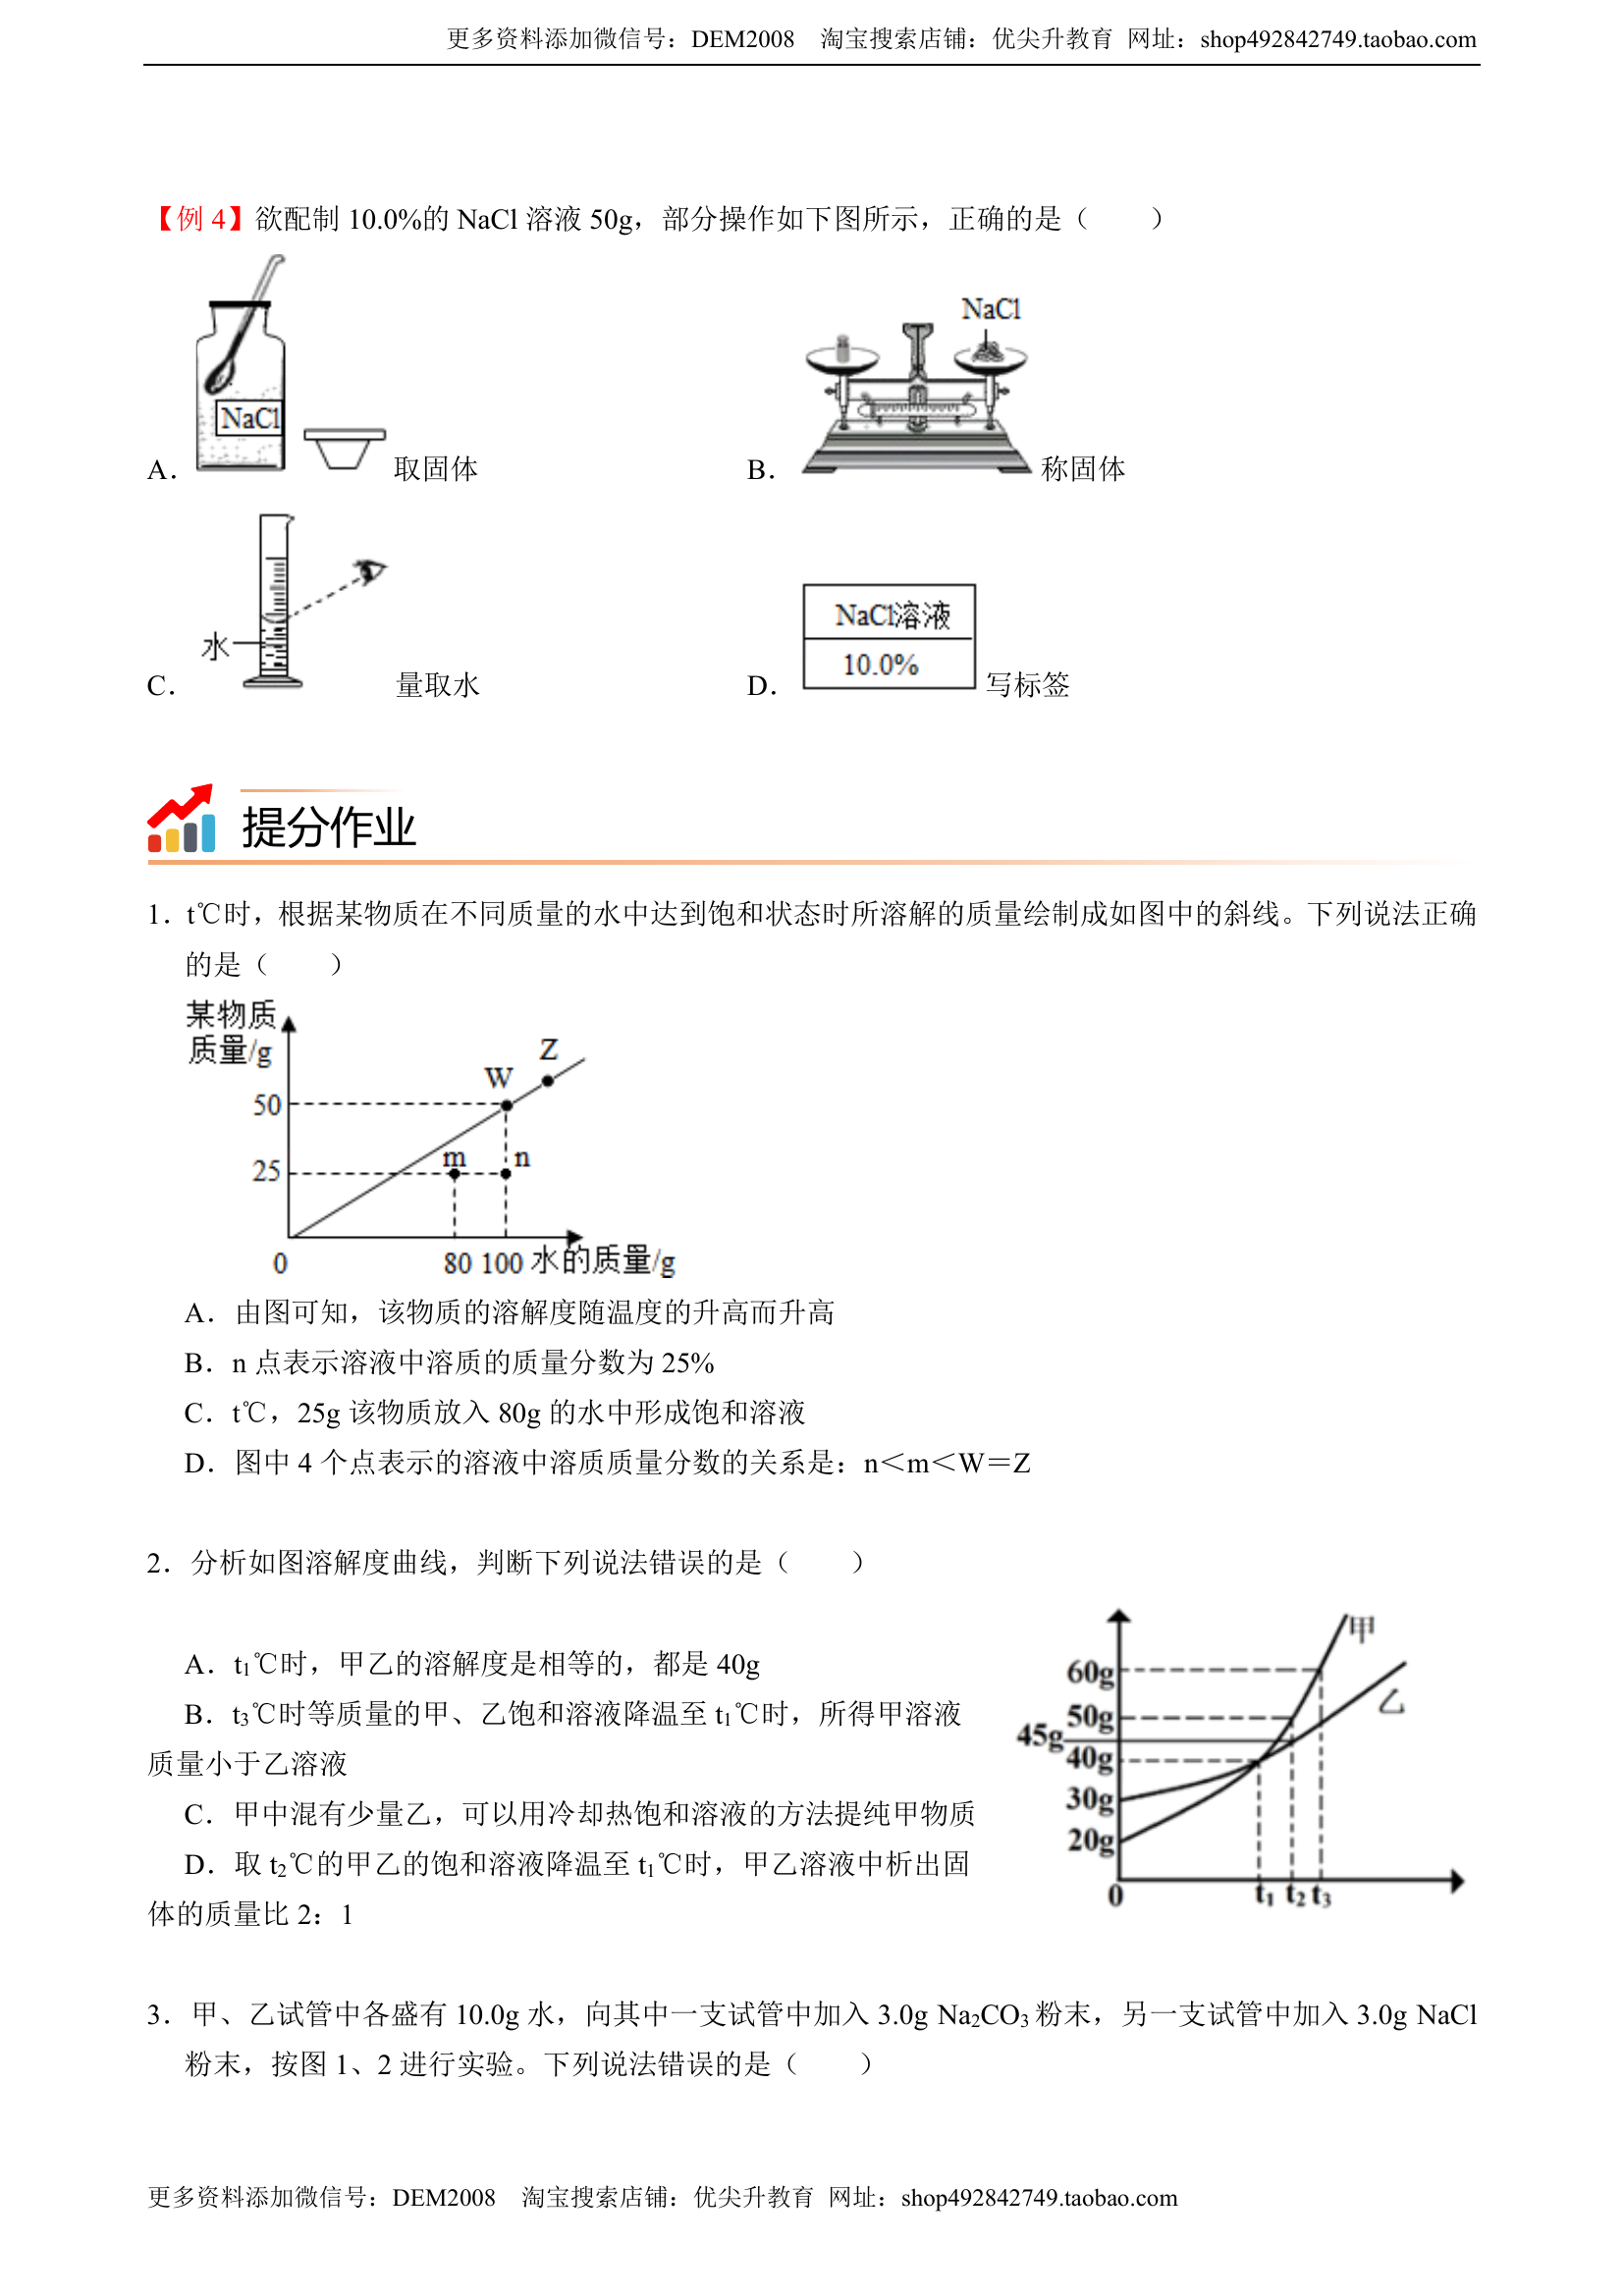 更多资料添加微信号：DEM2008 淘宝搜索店铺：优尖升教育 网址：shop492842749.taobao.com
【例 4】欲配制 10.0%的 NaCl 溶液 50g，部分操作如下图所示，正确的是（　　）
NaCl
A．取固体
NaCl
B．称固体
水
C．量取水
NaCl溶液
10.0%
D．写标签
提分作业
1．t℃时，根据某物质在不同质量的水中达到饱和状态时所溶解的质量绘制成如图中的斜线。下列说法正确
的是（　　）
某物质
质量/g
Z
W
50
m n
25
0 80 100 水的质量/g
A．由图可知，该物质的溶解度随温度的升高而升高
B．n 点表示溶液中溶质的质量分数为 25%
C．t℃，25g 该物质放入 80g 的水中形成饱和溶液
D．图中 4 个点表示的溶液中溶质质量分数的关系是：n＜m＜W＝Z
2．分析如图溶解度曲线，判断下列说法错误的是（　　）
A．t₁℃时，甲乙的溶解度是相等的，都是 40g
B．t₃℃时等质量的甲、乙饱和溶液降温至 t₁℃时，所得甲溶液
质量小于乙溶液
C．甲中混有少量乙，可以用冷却热饱和溶液的方法提纯甲物质
D．取 t₂℃的甲乙的饱和溶液降温至 t₁℃时，甲乙溶液中析出固
体的质量比 2：1
甲
60g
乙
50g
45g
40g
30g
20g
0 t₁ t₂ t₃
3．甲、乙试管中各盛有 10.0g 水，向其中一支试管中加入 3.0g Na₂CO₃ 粉末，另一支试管中加入 3.0g NaCl
粉末，按图 1、2 进行实验。下列说法错误的是（　　）
更多资料添加微信号：DEM2008 淘宝搜索店铺：优尖升教育 网址：shop492842749.taobao.com